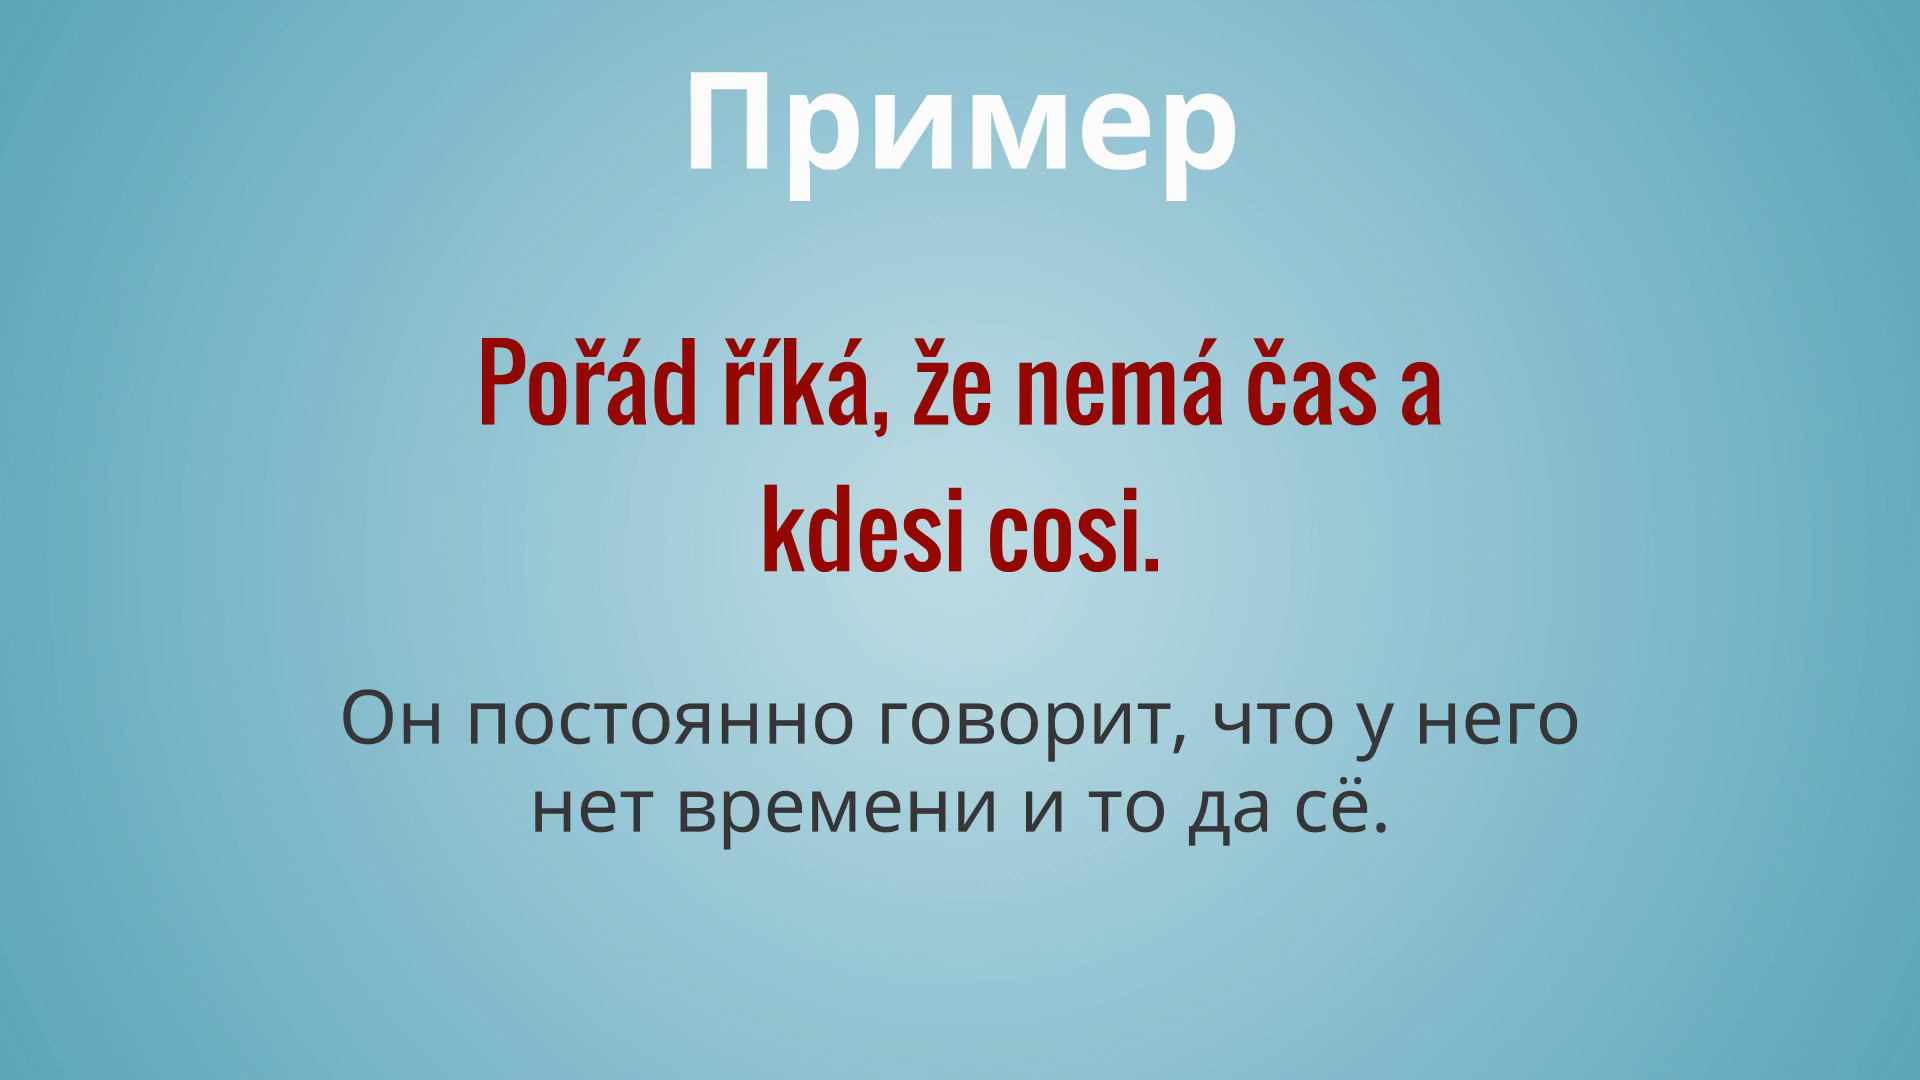 Пример
Pořád říká, že nemá čas a
kdesi cosi.
Он постоянно говорит, что у него
нет времени и то да сё.